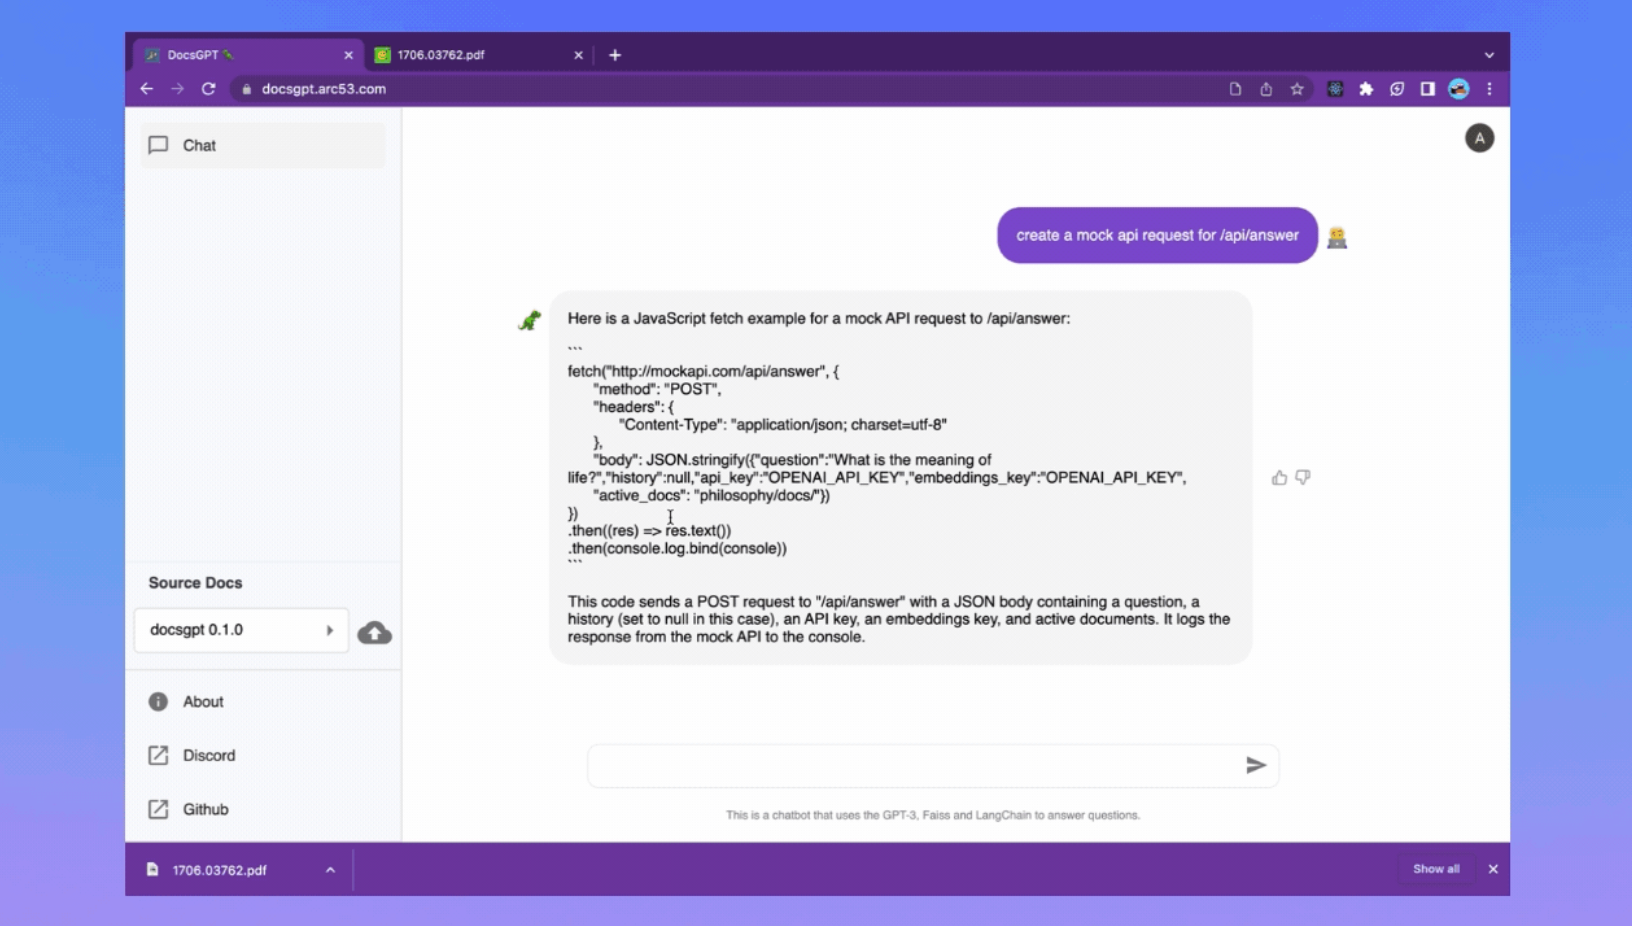 DocsGPT
1706.03762.pdf
docsgpt.arc53.com
Chat
A
create a mock api request for /api/answer
Here is a JavaScript fetch example for a mock API request to /api/answer:
```
fetch("http://mockapi.com/api/answer", {
"method": "POST",
"headers": {
"Content-Type": "application/json; charset=utf-8"
},
"body": JSON.stringify({"question":"What is the meaning of
life?","history":null,"api_key":"OPENAI_API_KEY","embeddings_key":"OPENAI_API_KEY",
"active_docs": "philosophy/docs/"})
})
.then((res) => res.text())
.then(console.log.bind(console))
```
This code sends a POST request to "/api/answer" with a JSON body containing a question, a
history (set to null in this case), an API key, an embeddings key, and active documents. It logs the
response from the mock API to the console.
Source Docs
docsgpt 0.1.0
About
Discord
Github
This is a chatbot that uses the GPT-3, Faiss and LangChain to answer questions.
1706.03762.pdf
Show all